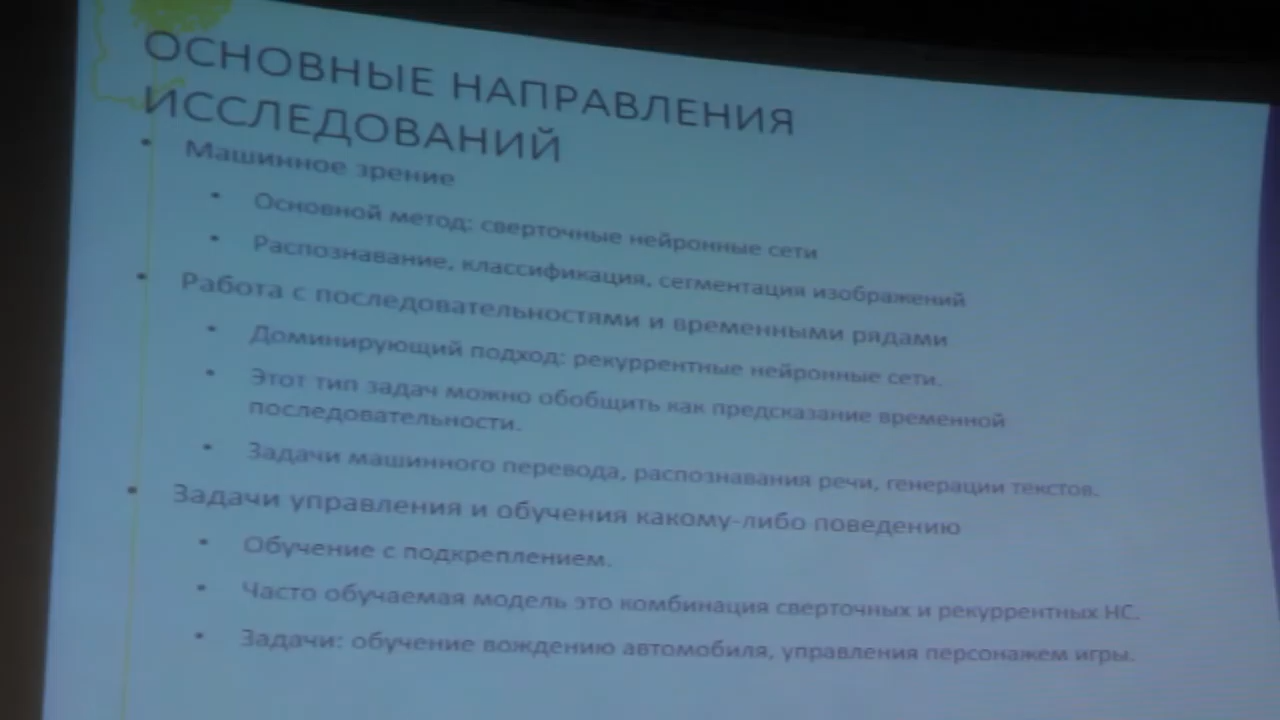 ОСНОВНЫЕ НАПРАВЛЕНИЯ
ИССЛЕДОВАНИЙ
• Машинное зрение
• Основной метод: сверточные нейронные сети
• Распознавание, классификация, сегментация изображений
• Работа с последовательностями и временными рядами
• Доминирующий подход: рекуррентные нейронные сети.
• Этот тип задач можно обобщить как предсказание временной
последовательности.
• Задачи машинного перевода, распознавания речи, генерации текстов.
• Задачи управления и обучения какому-либо поведению
• Обучение с подкреплением.
• Часто обучаемая модель это комбинация сверточных и рекуррентных НС.
• Задачи: обучение вождению автомобиля, управления персонажем игры.